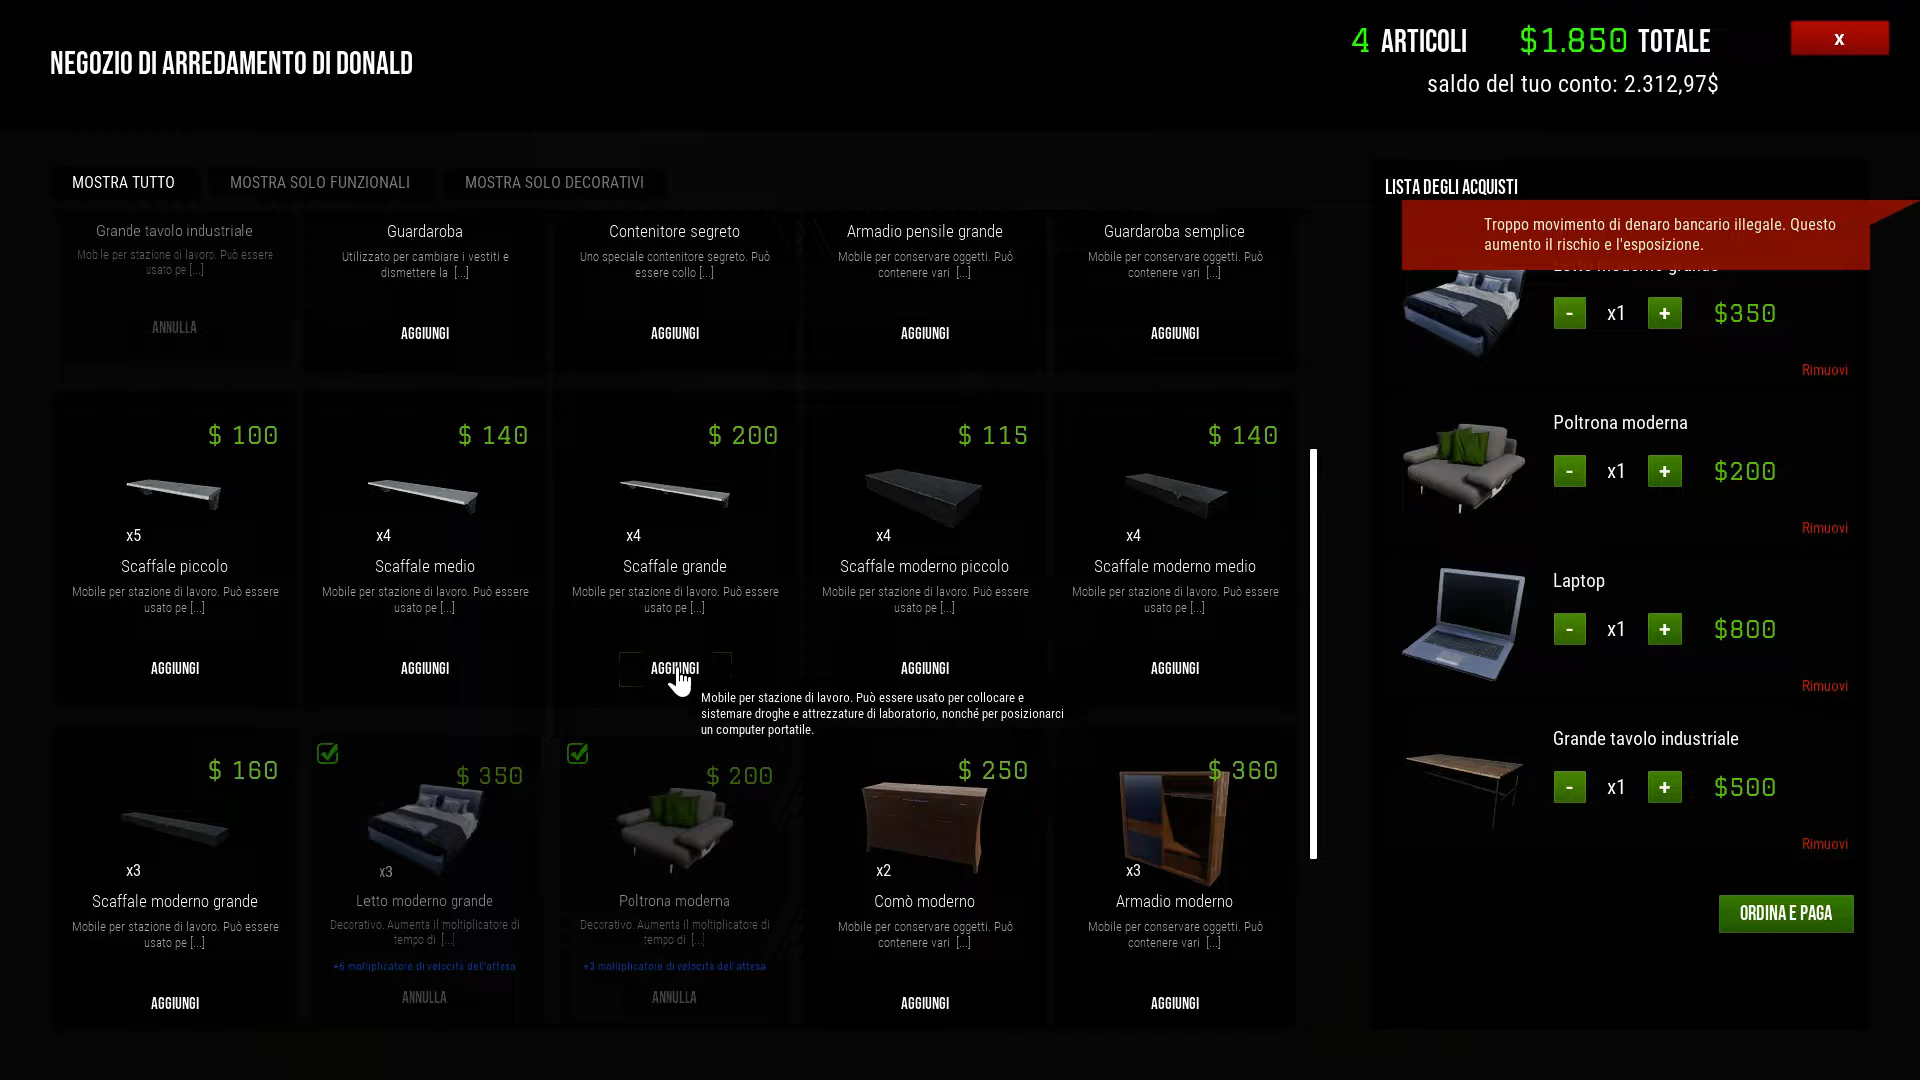 NEGOZIO DI ARREDAMENTO DI DONALD
4 ARTICOLI $1.850 TOTALE
x
saldo del tuo conto: 2.312,97$
MOSTRA TUTTO
MOSTRA SOLO FUNZIONALI
MOSTRA SOLO DECORATIVI
Grande tavolo industriale
Mobile per stazione di lavoro. Può essere
usato pe [...]
ANNULLA
Guardaroba
Utilizzato per cambiare i vestiti e
dismettere la [...]
AGGIUNGI
Contenitore segreto
Uno speciale contenitore segreto. Può
essere collo [...]
AGGIUNGI
Armadio pensile grande
Mobile per conservare oggetti. Può
contenere vari [...]
AGGIUNGI
Guardaroba semplice
Mobile per conservare oggetti. Può
contenere vari [...]
AGGIUNGI
$ 100
x5
Scaffale piccolo
Mobile per stazione di lavoro. Può essere
usato pe [...]
AGGIUNGI
$ 140
x4
Scaffale medio
Mobile per stazione di lavoro. Può essere
usato pe [...]
AGGIUNGI
$ 200
x4
Scaffale grande
Mobile per stazione di lavoro. Può essere
usato pe [...]
AGGIUNGI
$ 115
x4
Scaffale moderno piccolo
Mobile per stazione di lavoro. Può essere
usato pe [...]
AGGIUNGI
$ 140
x4
Scaffale moderno medio
Mobile per stazione di lavoro. Può essere
usato pe [...]
AGGIUNGI
Mobile per stazione di lavoro. Può essere usato per collocare e
sistemare droghe e attrezzature di laboratorio, nonché per posizionarci
un computer portatile.
$ 160
x3
Scaffale moderno grande
Mobile per stazione di lavoro. Può essere
usato pe [...]
AGGIUNGI
$ 350
x3
Letto moderno grande
Decorativo. Aumenta il moltiplicatore di
tempo di [...]
+6 moltiplicatore di velocità dell'attesa
ANNULLA
$ 200
Poltrona moderna
Decorativo. Aumenta il moltiplicatore di
tempo di [...]
+3 moltiplicatore di velocità dell'attesa
ANNULLA
$ 250
x2
Comò moderno
Mobile per conservare oggetti. Può
contenere vari [...]
AGGIUNGI
$ 360
x3
Armadio moderno
Mobile per conservare oggetti. Può
contenere vari [...]
AGGIUNGI
LISTA DEGLI ACQUISTI
Troppo movimento di denaro bancario illegale. Questo
aumento il rischio e l'esposizione.
Letto moderno grande
- x1 + $350
Rimuovi
Poltrona moderna
- x1 + $200
Rimuovi
Laptop
- x1 + $800
Rimuovi
Grande tavolo industriale
- x1 + $500
Rimuovi
ORDINA E PAGA